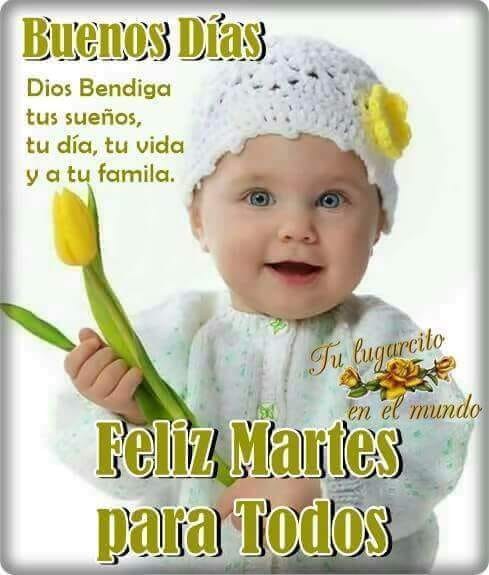 Buenos Días
Dios Bendiga
tus sueños,
tu día, tu vida
y a tu famila.
Tu lugarcito
en el mundo
Feliz Martes
para Todos